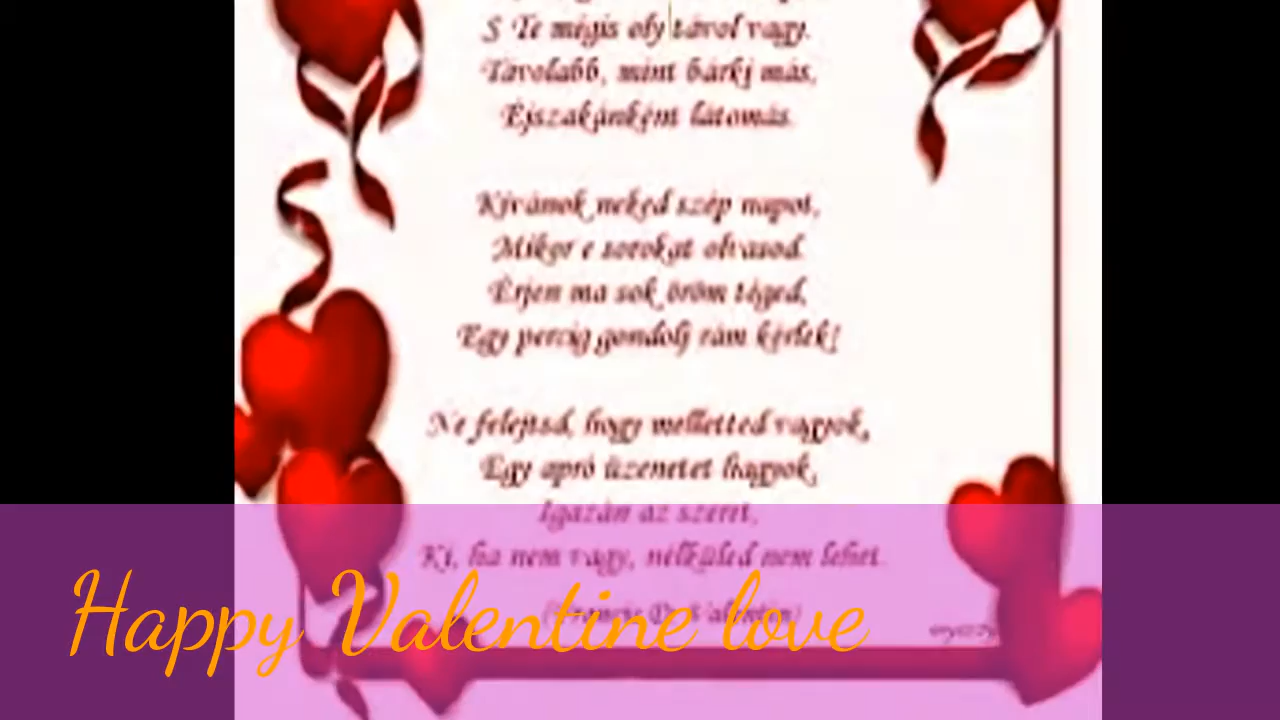 S Te mégis oly távol vagy.
Távolabb, mint bárki más,
Éjszakánként látomás.
Kívánok neked szép napot,
Mikor e sorokat olvasod.
Érjen ma sok öröm téged,
Egy percig gondolj rám kérlek!
Ne felejtsd, hogy melletted vagyok,
Egy apró üzenetet hagyok,
Igazán az szeret,
Ki, ha nem vagy, nélküled nem lehet.
Happy Valentine love